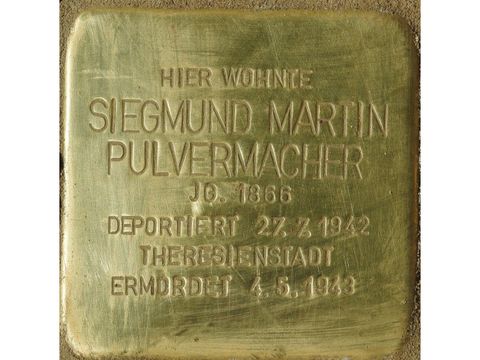 HIER WOHNTE
SIEGMUND MARTIN
PULVERMACHER
JG. 1866
DEPORTIERT 27.7.1942
THERESIENSTADT
ERMORDET 4.5.1943